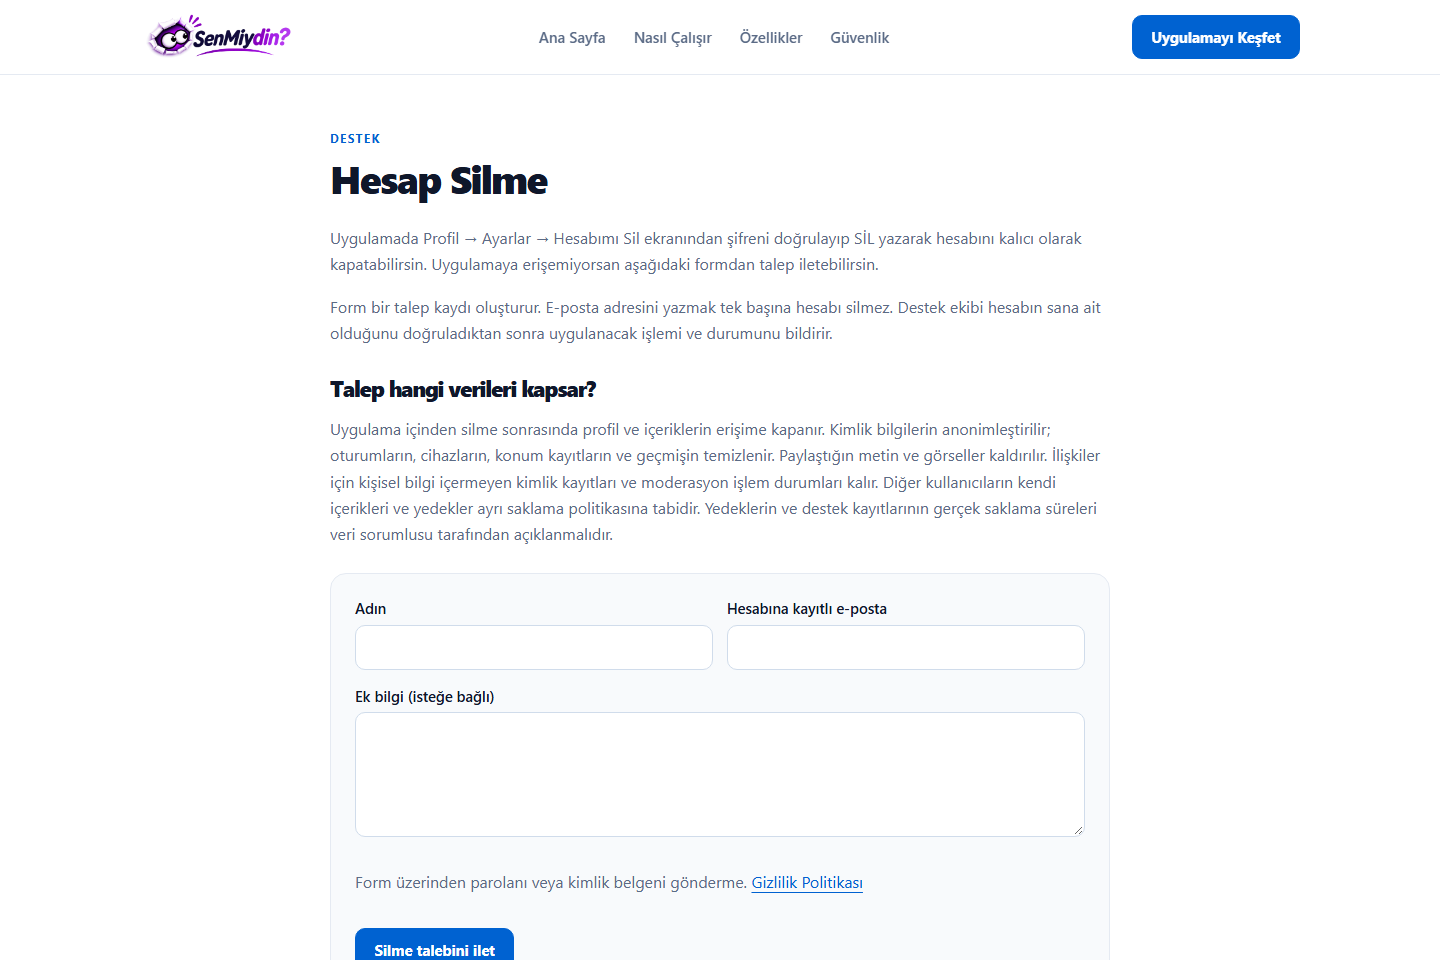 SenMiydin?
Ana Sayfa
Nasıl Çalışır
Özellikler
Güvenlik
Uygulamayı Keşfet
DESTEK
Hesap Silme
Uygulamada Profil → Ayarlar → Hesabımı Sil ekranından şifreni doğrulayıp SİL yazarak hesabını kalıcı olarak
kapatabilirsin. Uygulamaya erişemiyorsan aşağıdaki formdan talep iletebilirsin.
Form bir talep kaydı oluşturur. E-posta adresini yazmak tek başına hesabı silmez. Destek ekibi hesabın sana ait
olduğunu doğruladıktan sonra uygulanacak işlemi ve durumunu bildirir.
Talep hangi verileri kapsar?
Uygulama içinden silme sonrasında profil ve içeriklerin erişime kapanır. Kimlik bilgilerin anonimleştirilir;
oturumların, cihazların, konum kayıtların ve geçmişin temizlenir. Paylaştığın metin ve görseller kaldırılır. İlişkiler
için kişisel bilgi içermeyen kimlik kayıtları ve moderasyon işlem durumları kalır. Diğer kullanıcıların kendi
içerikleri ve yedekler ayrı saklama politikasına tabidir. Yedeklerin ve destek kayıtlarının gerçek saklama süreleri
veri sorumlusu tarafından açıklanmalıdır.
Adın
Hesabına kayıtlı e-posta
Ek bilgi (isteğe bağlı)
Form üzerinden parolanı veya kimlik belgeni gönderme. Gizlilik Politikası
Silme talebini ilet